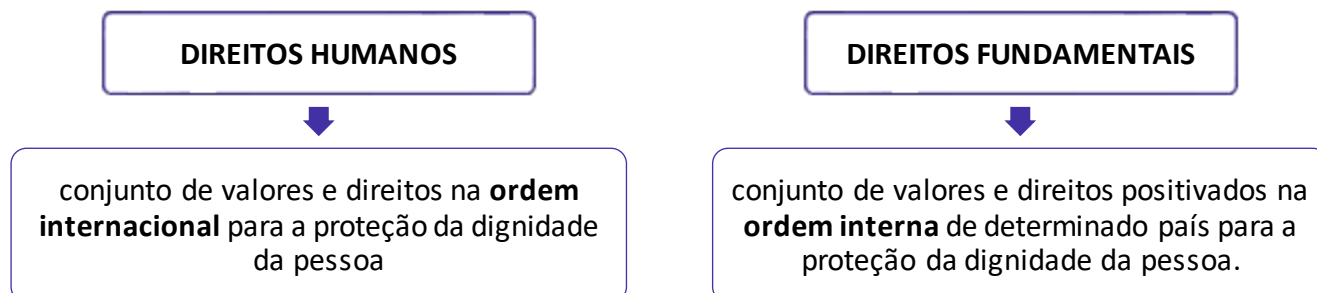 DIREITOS HUMANOS
conjunto de valores e direitos na ordem
internacional para a proteção da dignidade
da pessoa
DIREITOS FUNDAMENTAIS
conjunto de valores e direitos positivados na
ordem interna de determinado país para a
proteção da dignidade da pessoa.